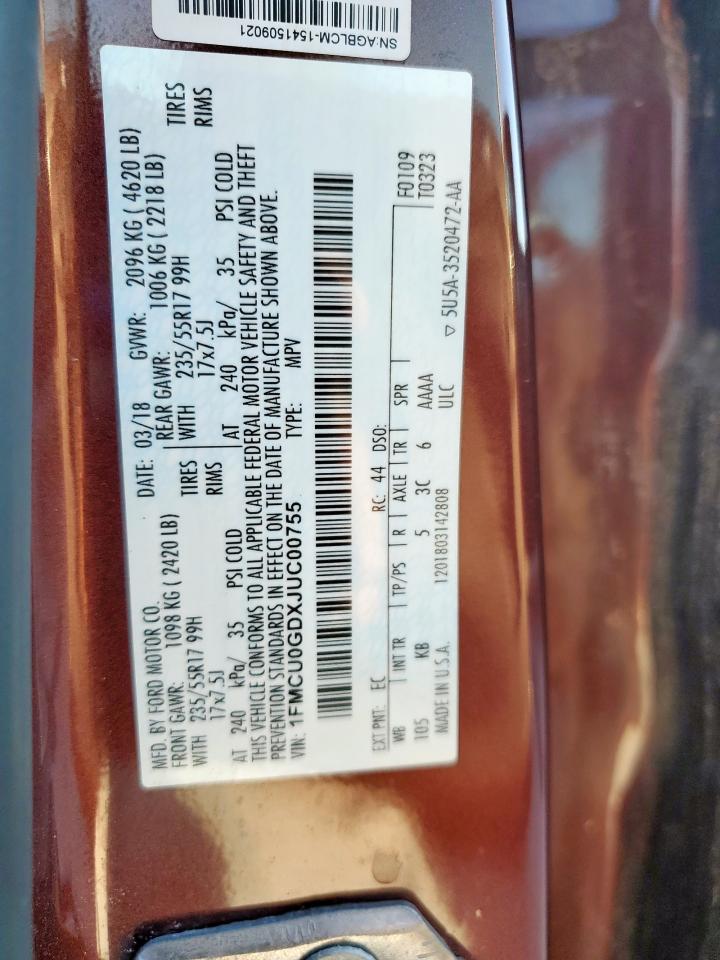 SN:AGBLCM-1541509021
MFD. BY FORD MOTOR CO.
DATE: 03/18 GVWR: 2096 KG ( 4620 LB)
FRONT GAWR: 1098 KG ( 2420 LB) REAR GAWR: 1006 KG ( 2218 LB)
WITH 235/55R17 99H TIRES WITH 235/55R17 99H TIRES
17x7.5J RIMS 17x7.5J RIMS
AT 240 kPa/ 35 PSI COLD AT 240 kPa/ 35 PSI COLD
THIS VEHICLE CONFORMS TO ALL APPLICABLE FEDERAL MOTOR VEHICLE SAFETY AND THEFT
PREVENTION STANDARDS IN EFFECT ON THE DATE OF MANUFACTURE SHOWN ABOVE.
VIN: 1FMCU0GDXJUC00755 TYPE: MPV
EXT PNT: EC RC: 44 DSO: F0109
WB INT TR TP/PS R AXLE TR SPR T0323
105 KB 5 3C 6 AAAA
MADE IN U.S.A. 1201803142808 ULC ▽ 5U5A-3520472-AA